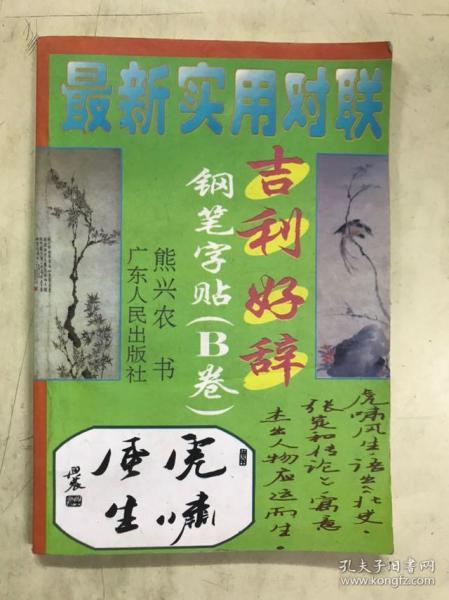 最新实用对联
吉利好辞
钢笔字贴(B卷)
熊兴农 书
广东人民出版社
虎啸风生·语出《北史·
张定和传论》寓意
杰出人物应运而生·
虎啸
风生
孔夫子旧书网
www.kongfz.com